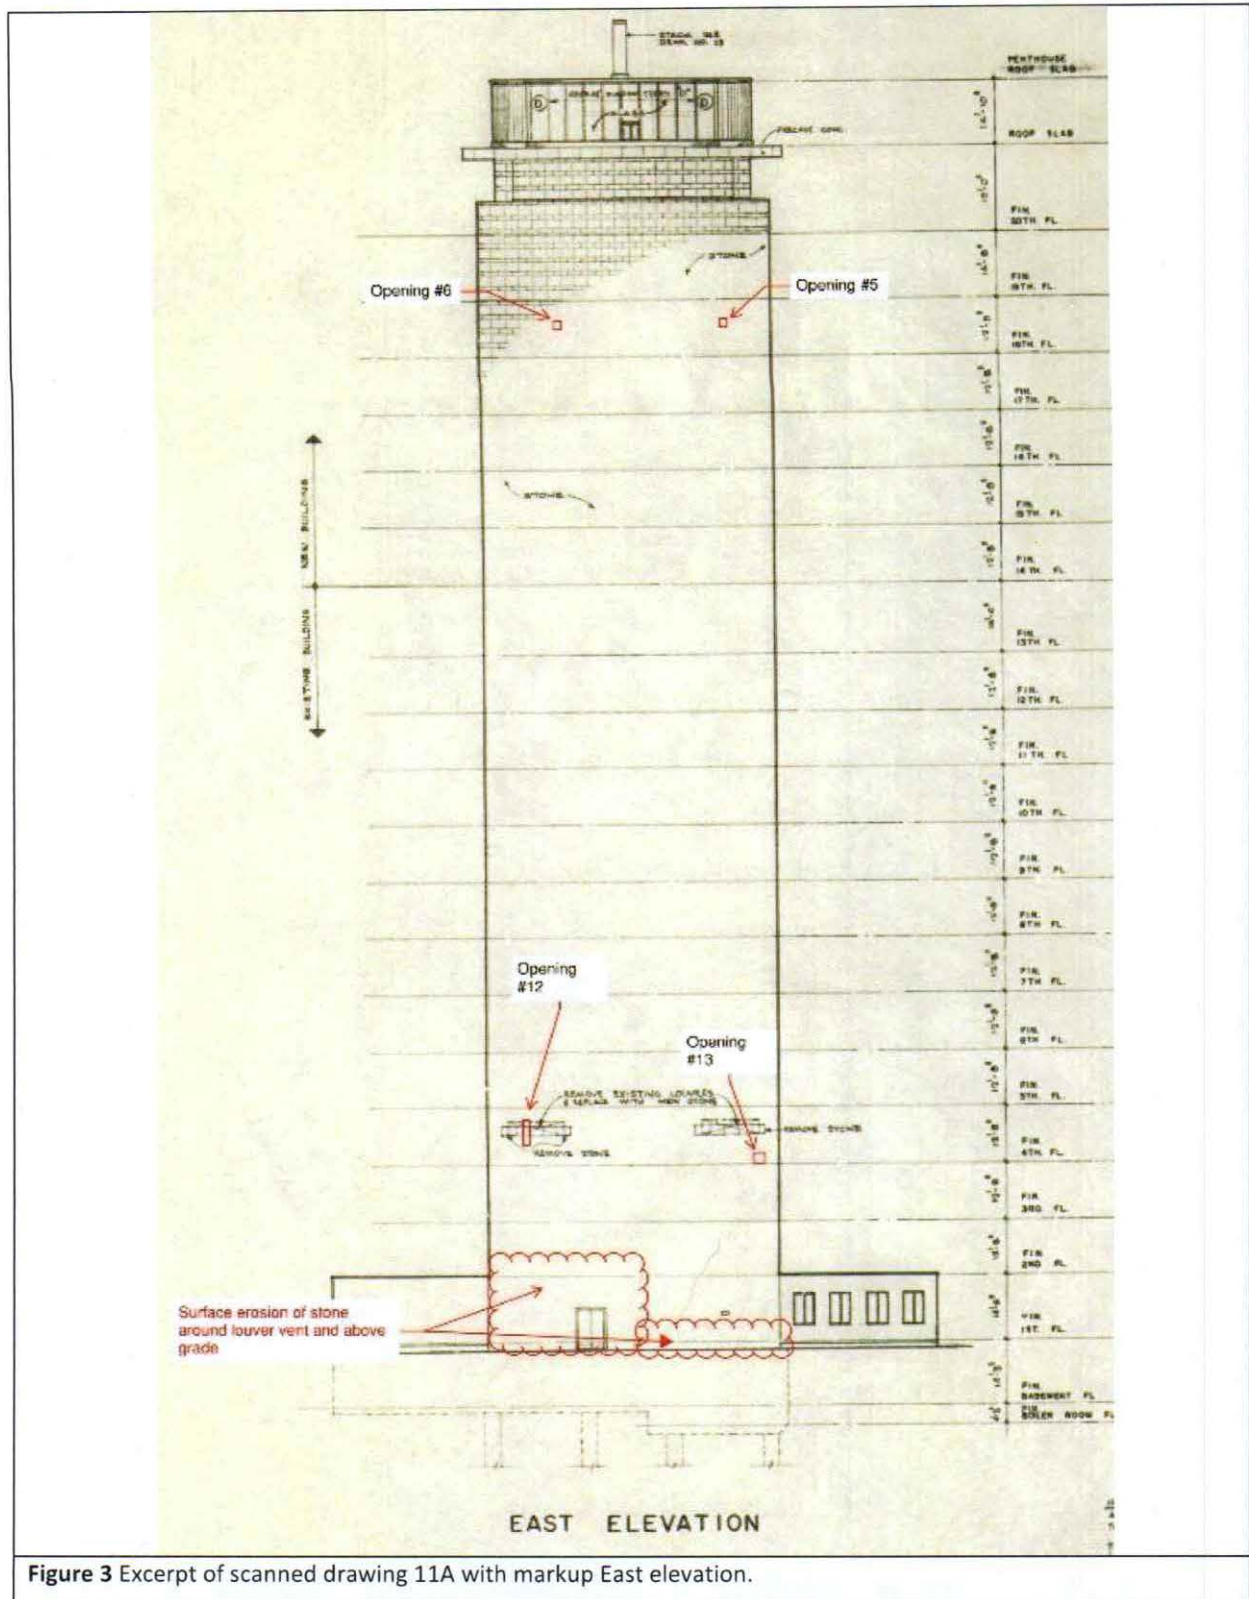 STACK SEE
PENTHOUSE
ROOF SLAB
ROOF SLAB
FIN.
20TH FL.
STONE
Opening #6
Opening #5
FIN.
19TH. FL.
FIN.
18TH. FL.
FIN.
17TH. FL.
FIN.
16TH FL.
NEW BUILDING
STONE
FIN.
15TH FL.
FIN.
14TH. FL.
EXISTING BUILDING
FIN.
13TH. FL.
FIN.
12TH. FL.
FIN.
11TH. FL.
FIN.
10TH. FL.
FIN.
9TH. FL.
FIN.
8TH FL.
Opening
#12
FIN.
7TH FL.
Opening
#13
FIN.
6TH FL.
REMOVE EXISTING LOUVRES
& REPLACE WITH NEW STONE
FIN.
5TH. FL.
REMOVE STONE
REMOVE STONE
FIN.
4TH. FL.
FIN.
3RD. FL.
FIN.
2ND. FL.
Surface erosion of stone
around louver vent and above
grade
FIN.
1ST. FL.
FIN.
BASEMENT FL.
FIN.
BOILER ROOM FL
EAST ELEVATION
Figure 3 Excerpt of scanned drawing 11A with markup East elevation.